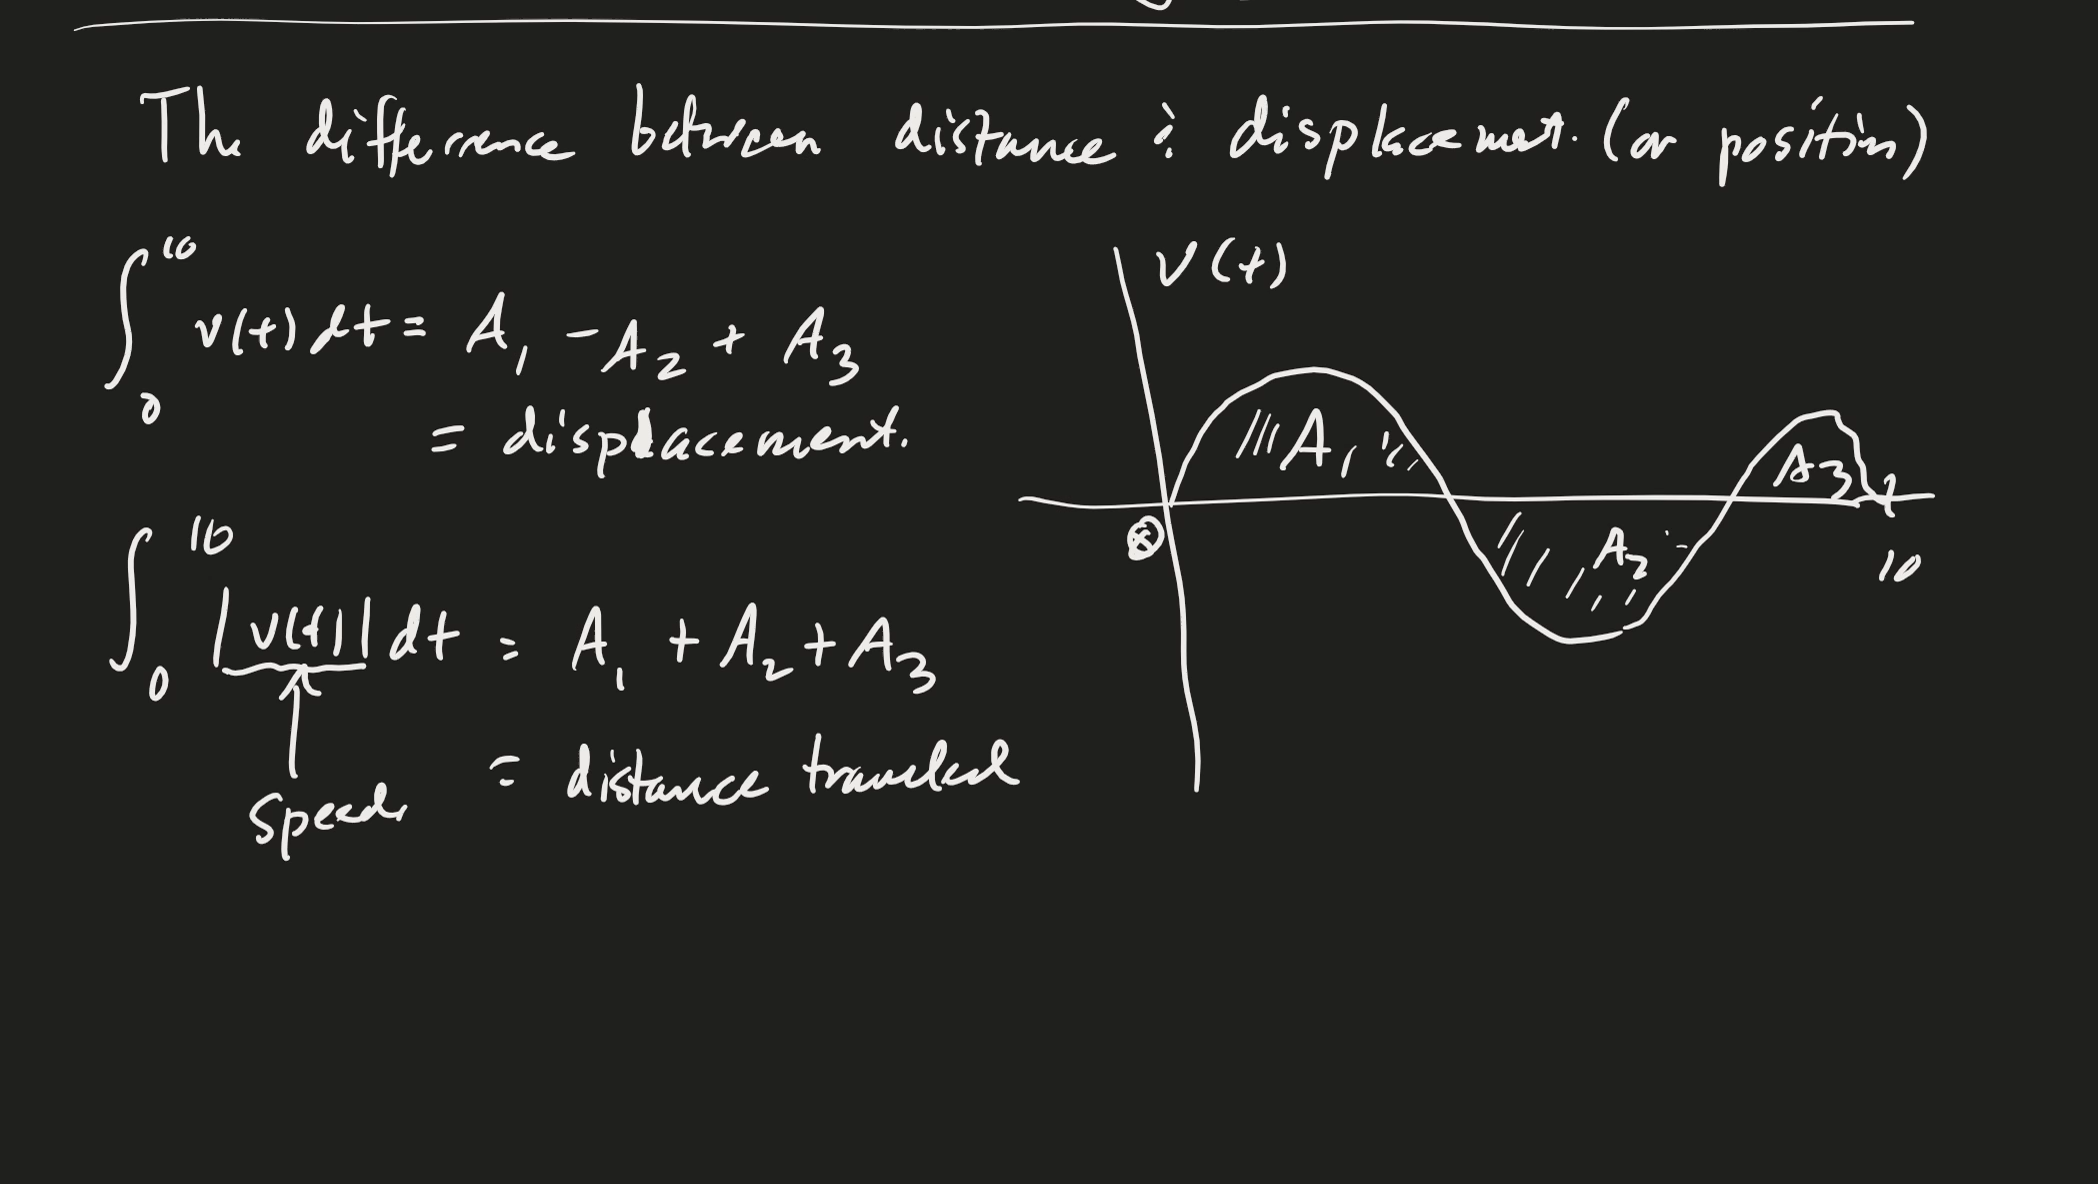 The difference between distance & displacement. (or position)
∫₀¹⁰ v(t) dt = A₁ - A₂ + A₃
= displacement.
∫₀¹⁰ |v(t)| dt = A₁ + A₂ + A₃
speed
= distance traveled
v(t)
A₁
A₂
A₃
0
10